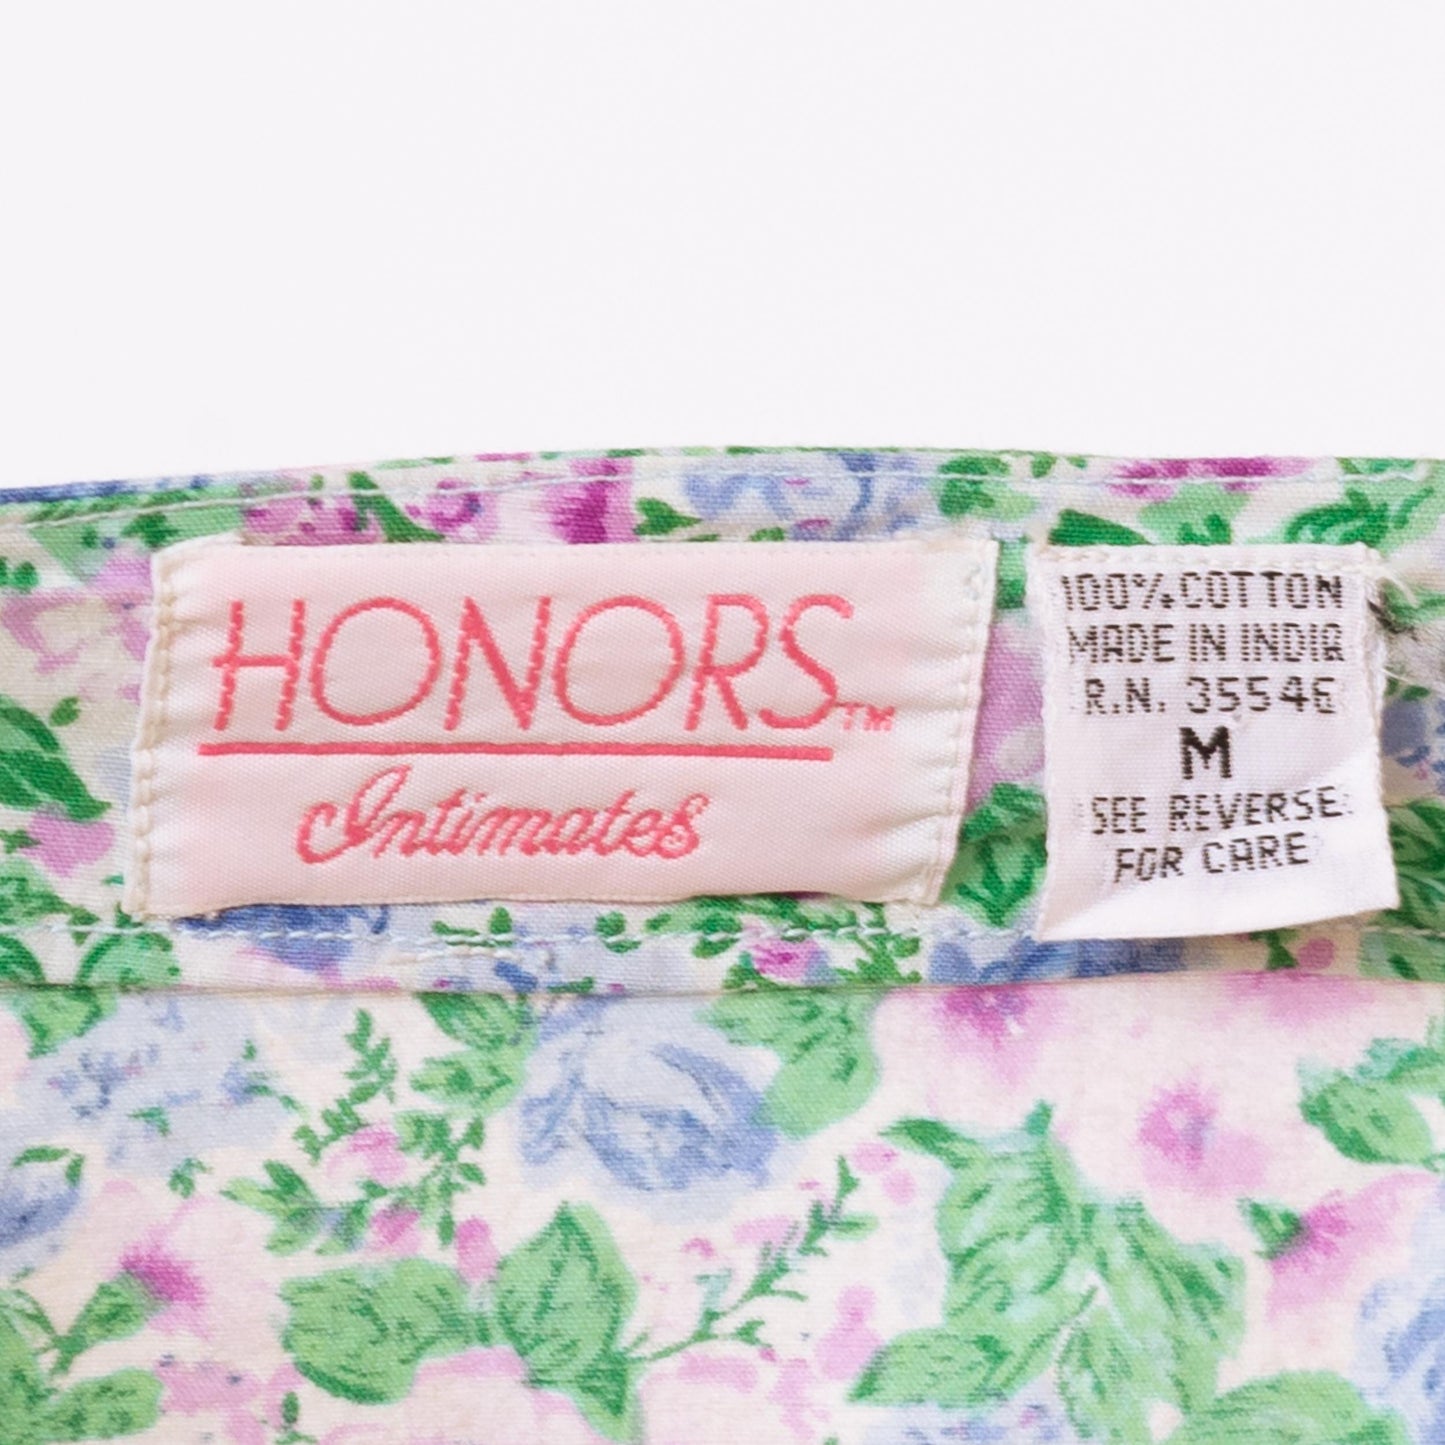 HONORS™
Intimates
100% COTTON
MADE IN INDIA
R.N. 35546
M
SEE REVERSE
FOR CARE